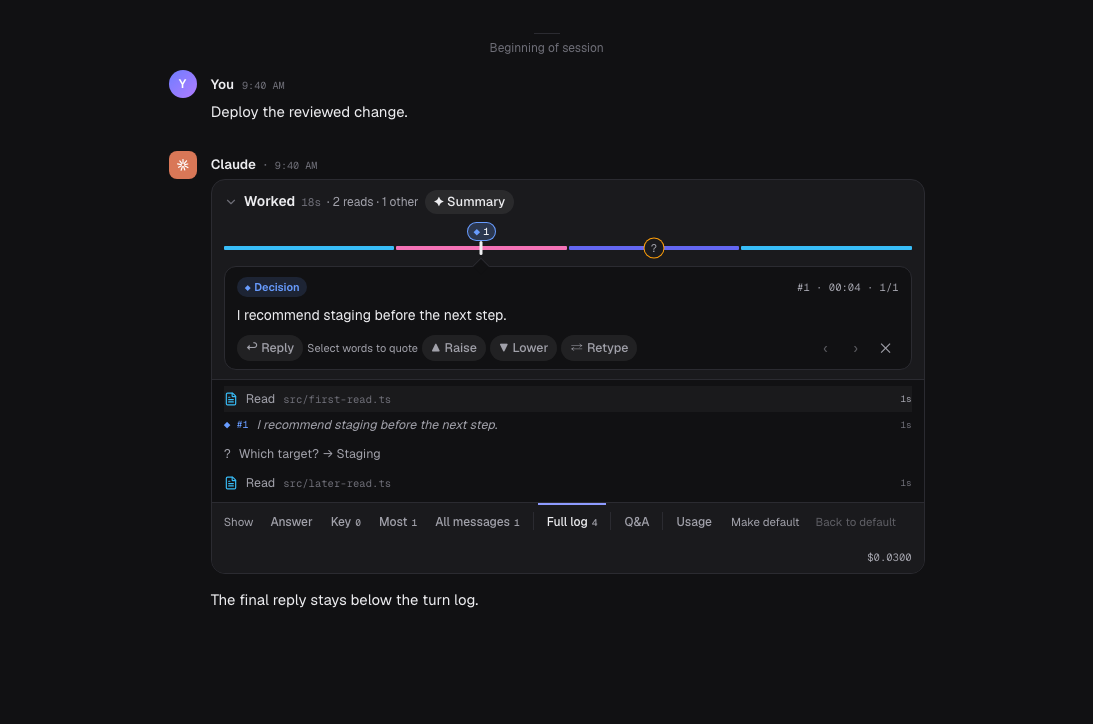 Beginning of session
Y You 9:40 AM
Deploy the reviewed change.
Claude · 9:40 AM
Worked 18s · 2 reads · 1 other ✦ Summary
◆ 1
?
◆ Decision #1 · 00:04 · 1/1
I recommend staging before the next step.
↩ Reply Select words to quote ▲ Raise ▼ Lower ⇄ Retype ‹ › ✕
Read src/first-read.ts 1s
◆ #1 I recommend staging before the next step. 1s
? Which target? → Staging
Read src/later-read.ts 1s
Show Answer Key 0 Most 1 All messages 1 Full log 4 Q&A Usage Make default Back to default
$0.0300
The final reply stays below the turn log.